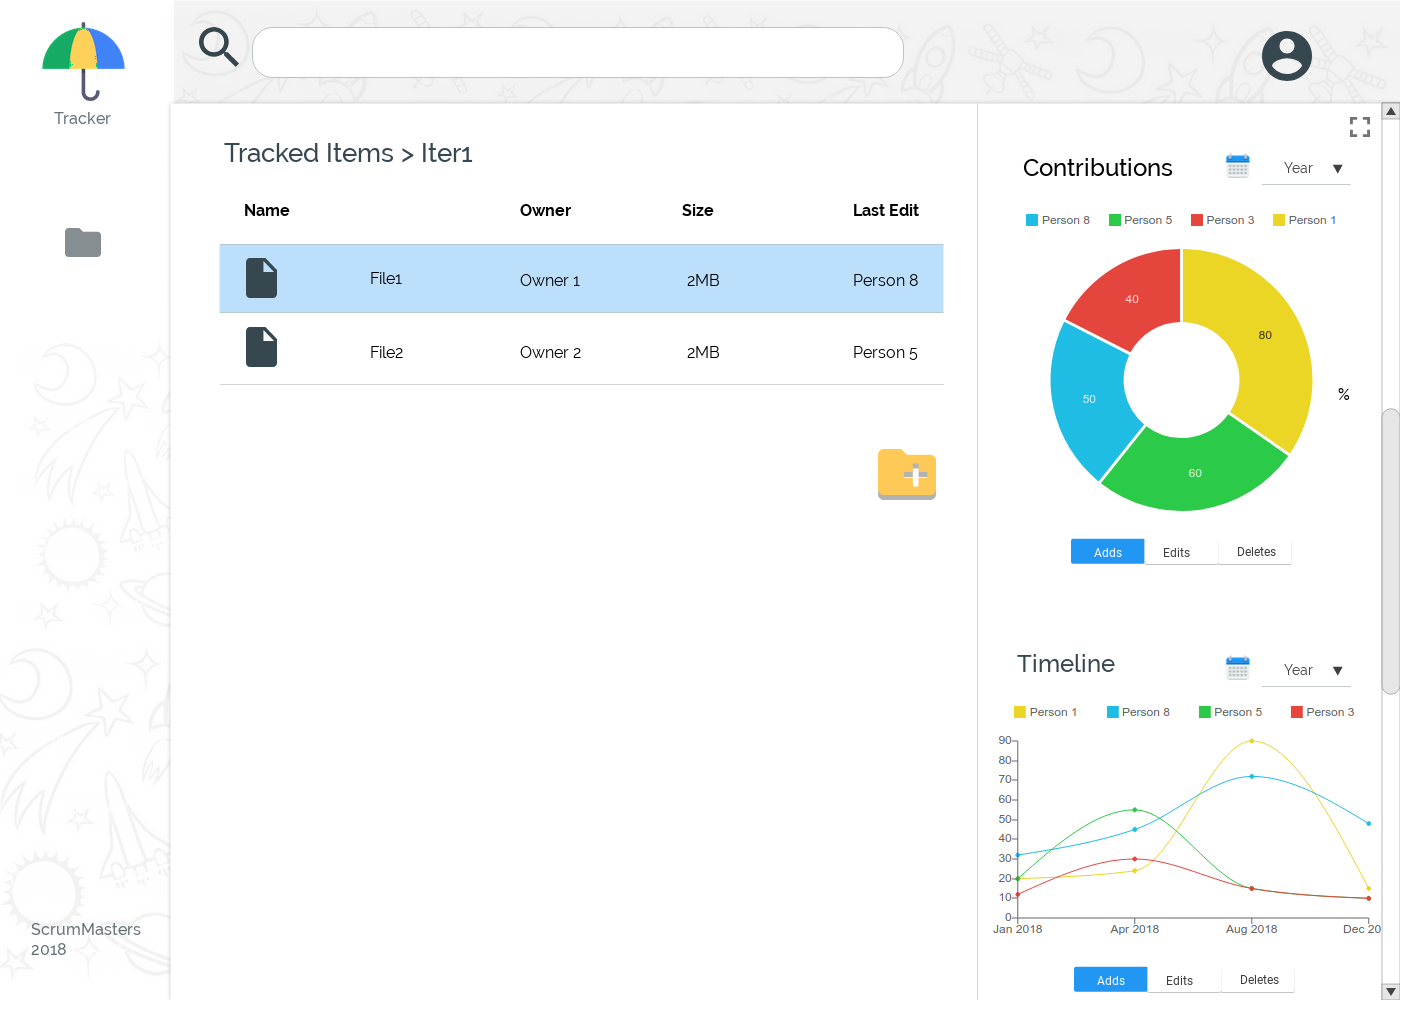 Tracker
Tracked Items > Iter1
Name Owner Size Last Edit
File1 Owner 1 2MB Person 8
File2 Owner 2 2MB Person 5
ScrumMasters
2018
Contributions
Year
Person 8 Person 5 Person 3 Person 1
40
80
50
60
%
Adds Edits Deletes
Timeline
Year
Person 1 Person 8 Person 5 Person 3
90
80
70
60
50
40
30
20
10
0
Jan 2018 Apr 2018 Aug 2018 Dec 20
Adds Edits Deletes